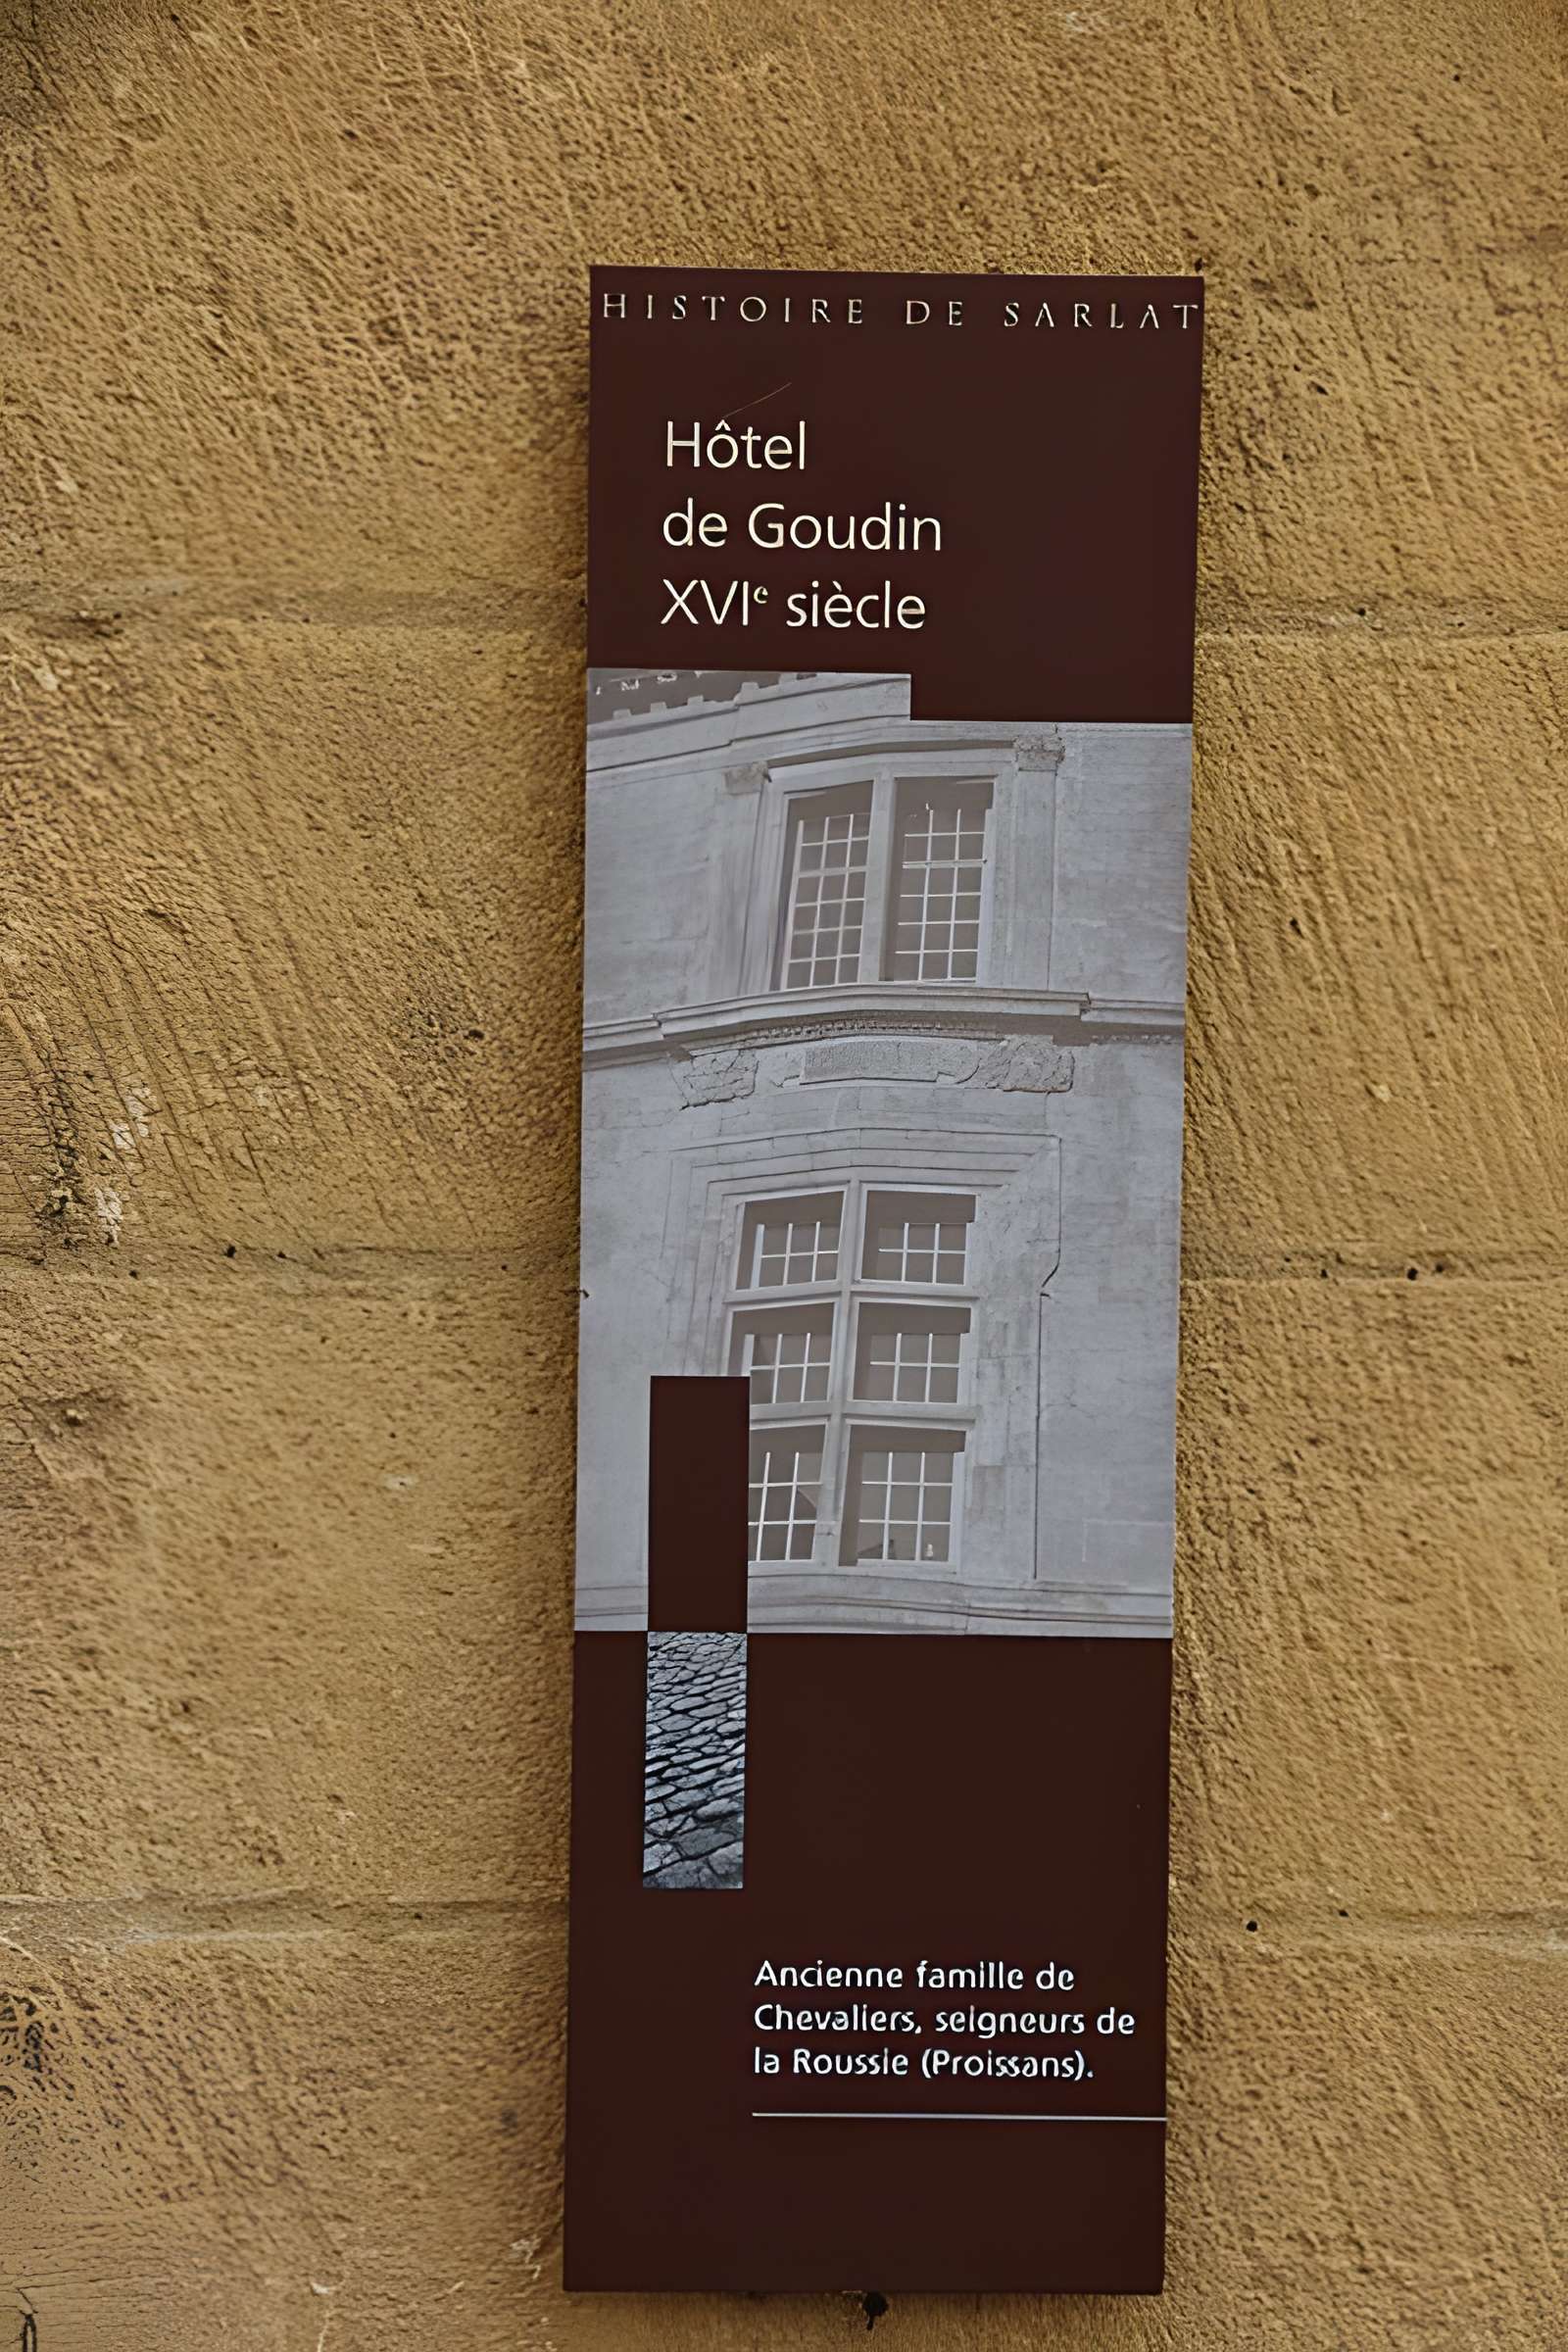 HISTOIRE DE SARLAT
Hôtel
de Goudin
XVIe siècle
Ancienne famille de
Chevaliers, seigneurs de
la Roussie (Proissans).